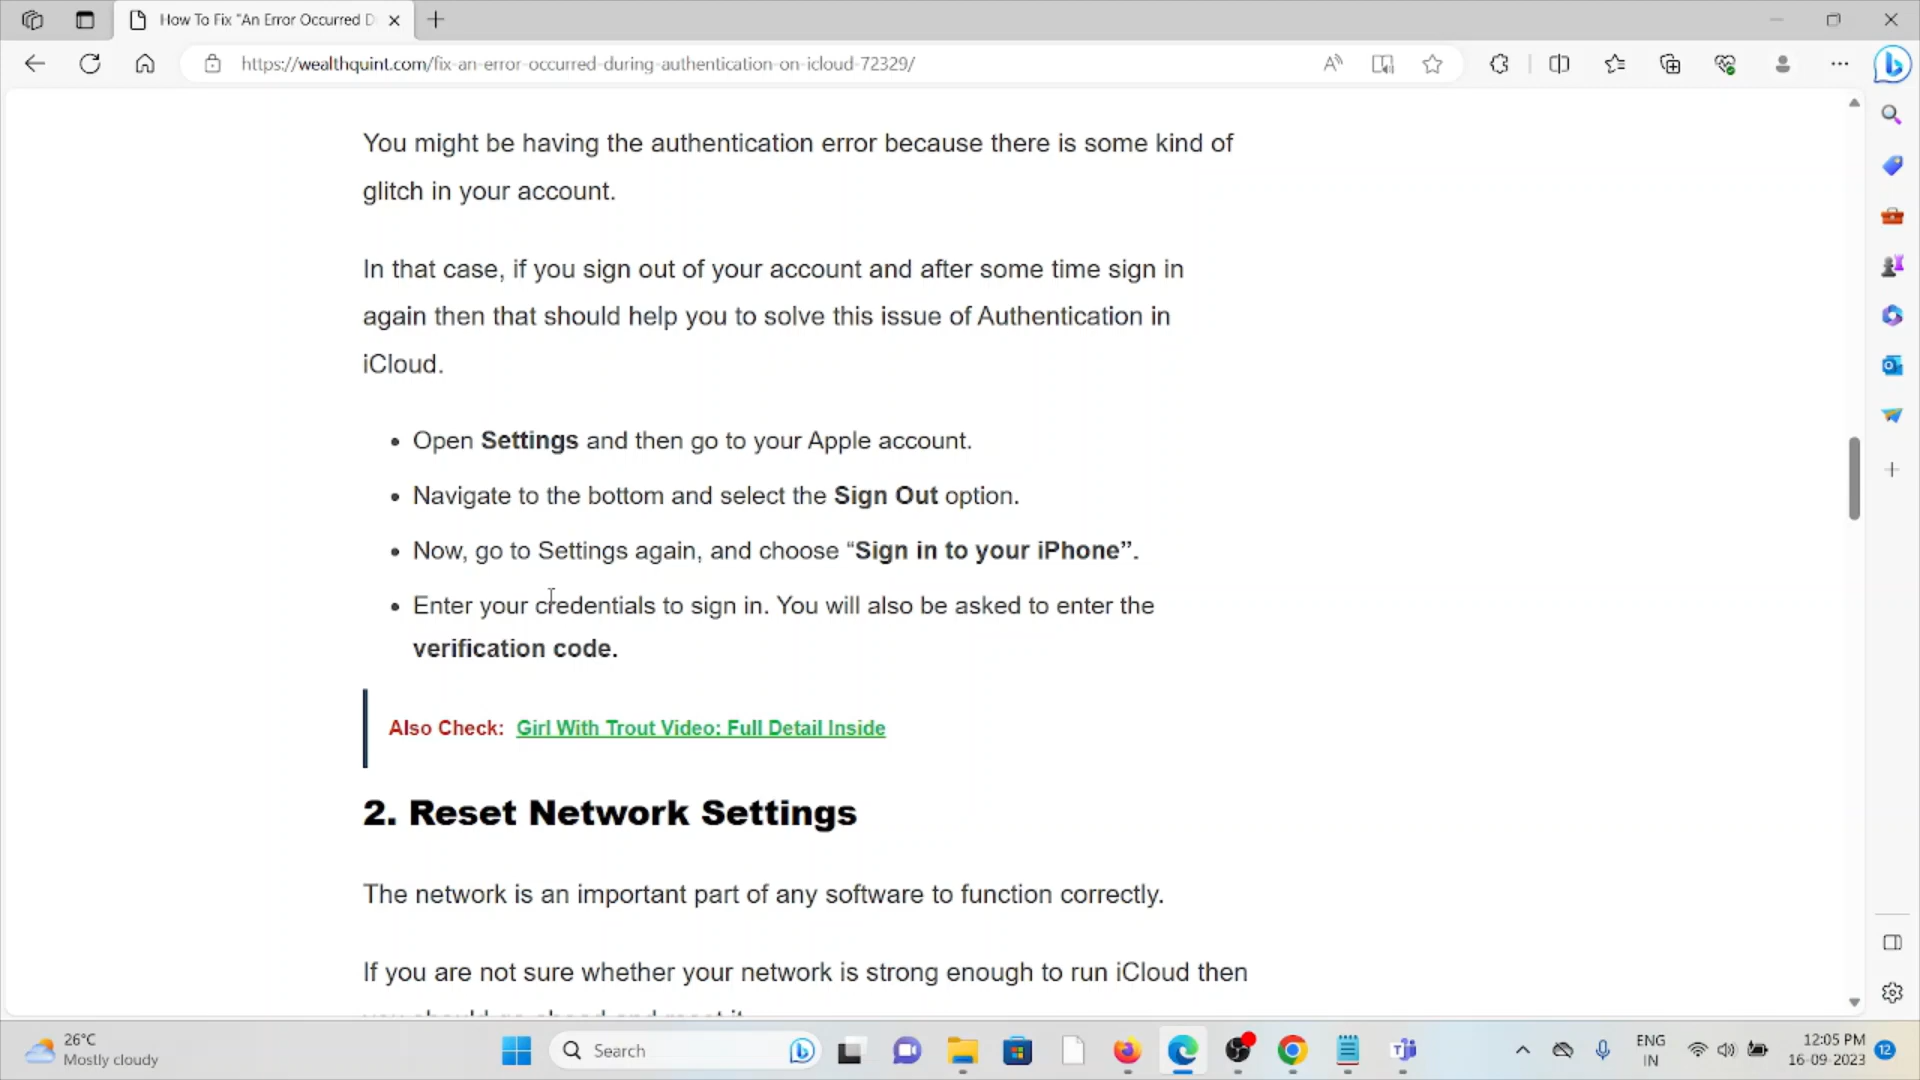 How To Fix "An Error Occurred D
https://wealthquint.com/fix-an-error-occurred-during-authentication-on-icloud-72329/
You might be having the authentication error because there is some kind of
glitch in your account.
In that case, if you sign out of your account and after some time sign in
again then that should help you to solve this issue of Authentication in
iCloud.
• Open Settings and then go to your Apple account.
• Navigate to the bottom and select the Sign Out option.
• Now, go to Settings again, and choose “Sign in to your iPhone”.
• Enter your credentials to sign in. You will also be asked to enter the
verification code.
Also Check: Girl With Trout Video: Full Detail Inside
2. Reset Network Settings
The network is an important part of any software to function correctly.
If you are not sure whether your network is strong enough to run iCloud then
26°C
Mostly cloudy
Search
ENG
IN
12:05 PM
16-09-2023
12